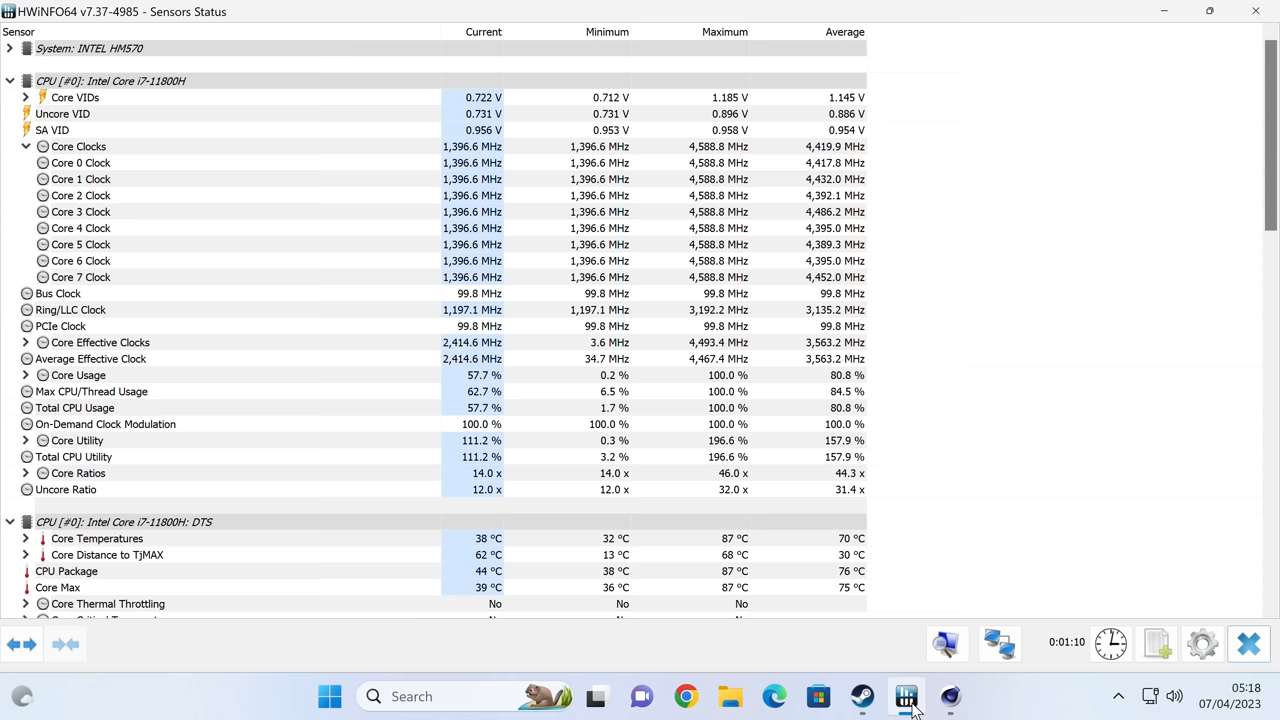 HWiNFO64 v7.37-4985 - Sensors Status
Sensor Current Minimum Maximum Average
System: INTEL HM570
CPU [#0]: Intel Core i7-11800H
Core VIDs 0.722 V 0.712 V 1.185 V 1.145 V
Uncore VID 0.731 V 0.731 V 0.896 V 0.886 V
SA VID 0.956 V 0.953 V 0.958 V 0.954 V
Core Clocks 1,396.6 MHz 1,396.6 MHz 4,588.8 MHz 4,419.9 MHz
Core 0 Clock 1,396.6 MHz 1,396.6 MHz 4,588.8 MHz 4,417.8 MHz
Core 1 Clock 1,396.6 MHz 1,396.6 MHz 4,588.8 MHz 4,432.0 MHz
Core 2 Clock 1,396.6 MHz 1,396.6 MHz 4,588.8 MHz 4,392.1 MHz
Core 3 Clock 1,396.6 MHz 1,396.6 MHz 4,588.8 MHz 4,486.2 MHz
Core 4 Clock 1,396.6 MHz 1,396.6 MHz 4,588.8 MHz 4,395.0 MHz
Core 5 Clock 1,396.6 MHz 1,396.6 MHz 4,588.8 MHz 4,389.3 MHz
Core 6 Clock 1,396.6 MHz 1,396.6 MHz 4,588.8 MHz 4,395.0 MHz
Core 7 Clock 1,396.6 MHz 1,396.6 MHz 4,588.8 MHz 4,452.0 MHz
Bus Clock 99.8 MHz 99.8 MHz 99.8 MHz 99.8 MHz
Ring/LLC Clock 1,197.1 MHz 1,197.1 MHz 3,192.2 MHz 3,135.2 MHz
PCIe Clock 99.8 MHz 99.8 MHz 99.8 MHz 99.8 MHz
Core Effective Clocks 2,414.6 MHz 3.6 MHz 4,493.4 MHz 3,563.2 MHz
Average Effective Clock 2,414.6 MHz 34.7 MHz 4,467.4 MHz 3,563.2 MHz
Core Usage 57.7 % 0.2 % 100.0 % 80.8 %
Max CPU/Thread Usage 62.7 % 6.5 % 100.0 % 84.5 %
Total CPU Usage 57.7 % 1.7 % 100.0 % 80.8 %
On-Demand Clock Modulation 100.0 % 100.0 % 100.0 % 100.0 %
Core Utility 111.2 % 0.3 % 196.6 % 157.9 %
Total CPU Utility 111.2 % 3.2 % 196.6 % 157.9 %
Core Ratios 14.0 x 14.0 x 46.0 x 44.3 x
Uncore Ratio 12.0 x 12.0 x 32.0 x 31.4 x
CPU [#0]: Intel Core i7-11800H: DTS
Core Temperatures 38 °C 32 °C 87 °C 70 °C
Core Distance to TjMAX 62 °C 13 °C 68 °C 30 °C
CPU Package 44 °C 38 °C 87 °C 76 °C
Core Max 39 °C 36 °C 87 °C 75 °C
Core Thermal Throttling No No No
0:01:10
Search
05:18
07/04/2023